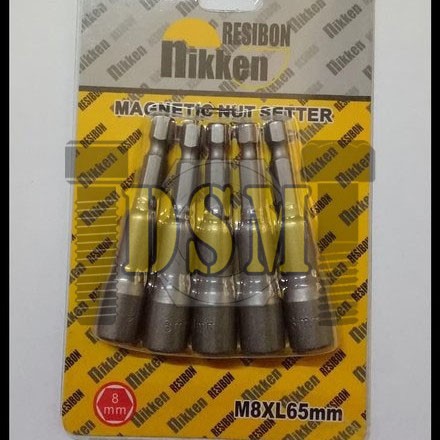 RESIBON
nikken
MAGNETIC NUT SETTER
DSM
8
mm
M8XL65mm